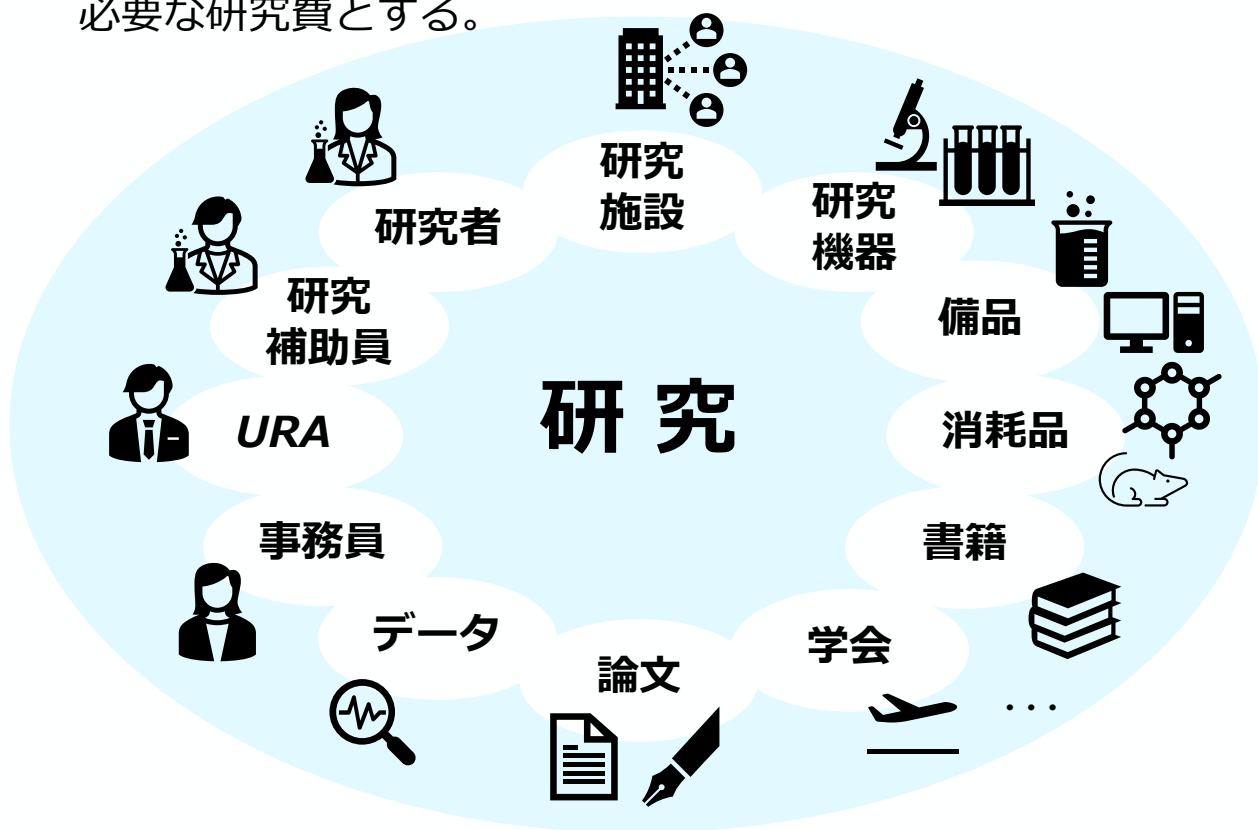 必要な研究費とする。
研究
施設
研究
機器
研究者
研究
補助員
備品
研 究
URA
消耗品
事務員
書籍
データ
学会
論文
・・・